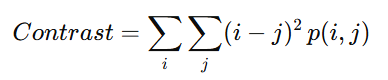 Contrast = ∑_i ∑_j (i − j)² p(i, j)